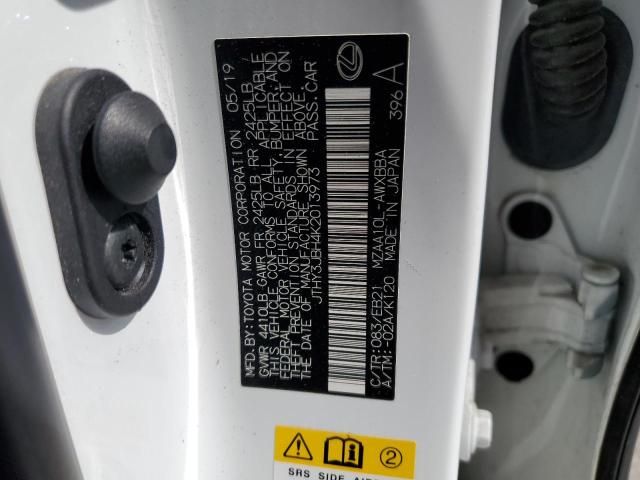 MFD.BY:TOYOTA MOTOR CORPORATION 05/19
GVWR 4410LB GAWR FR 2425LB RR 2425LB
THIS VEHICLE CONFORMS TO ALL APPLICABLE
FEDERAL MOTOR VEHICLE SAFETY, BUMPER, AND
THEFT PREVENTION STANDARDS IN EFFECT ON
THE DATE OF MANUFACTURE SHOWN ABOVE.
JTHY3JBH4K2013973 PASS.CAR
C/TR:083/EB21 MZAA10L-AWXBBA
A/TM:-02A/K120 MADE IN JAPAN 396 A
2
SRS SIDE